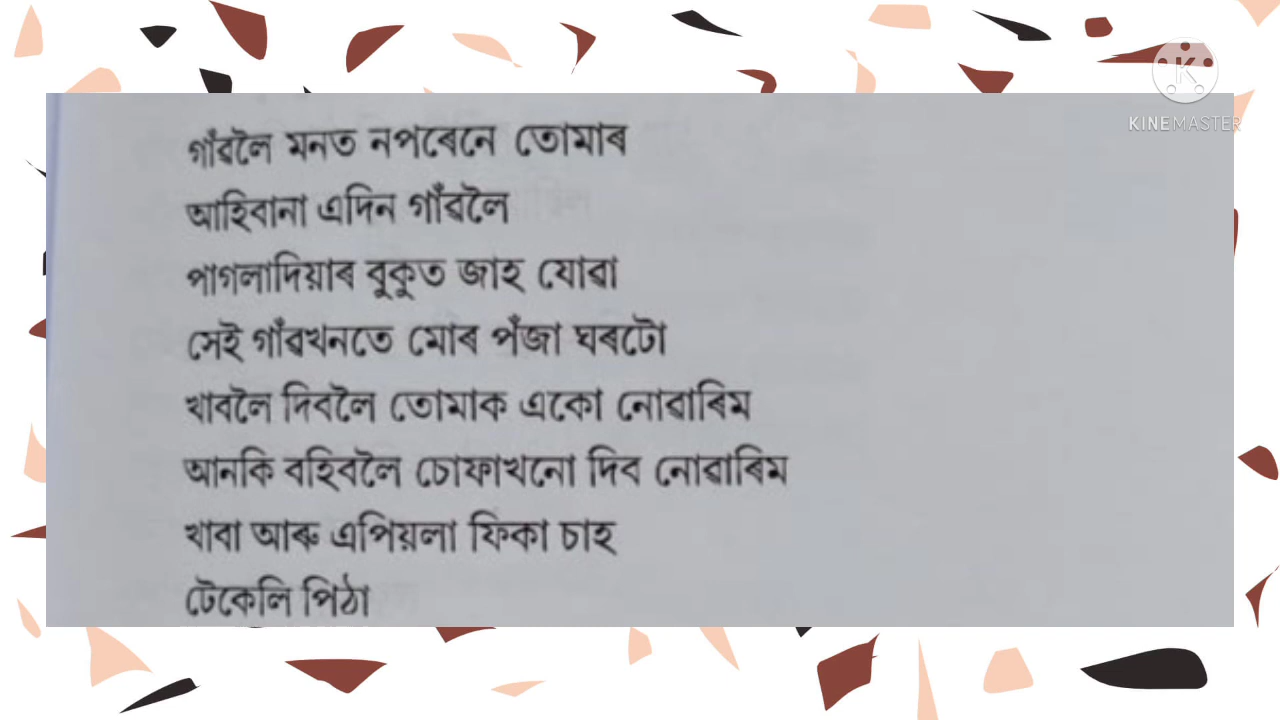 গাঁৱলৈ মনত নপৰেনে তোমাৰ
আহিবানা এদিন গাঁৱলৈ
পাগলাদিয়াৰ বুকুত জাহ যোৱা
সেই গাঁৱখনতে মোৰ পঁজা ঘৰটো
খাবলৈ দিবলৈ তোমাক একো নোৱাৰিম
আনকি বহিবলৈ চোফাখনো দিব নোৱাৰিম
খাবা আৰু এপিয়লা ফিকা চাহ
টেকেলি পিঠা
K
KINEMASTER